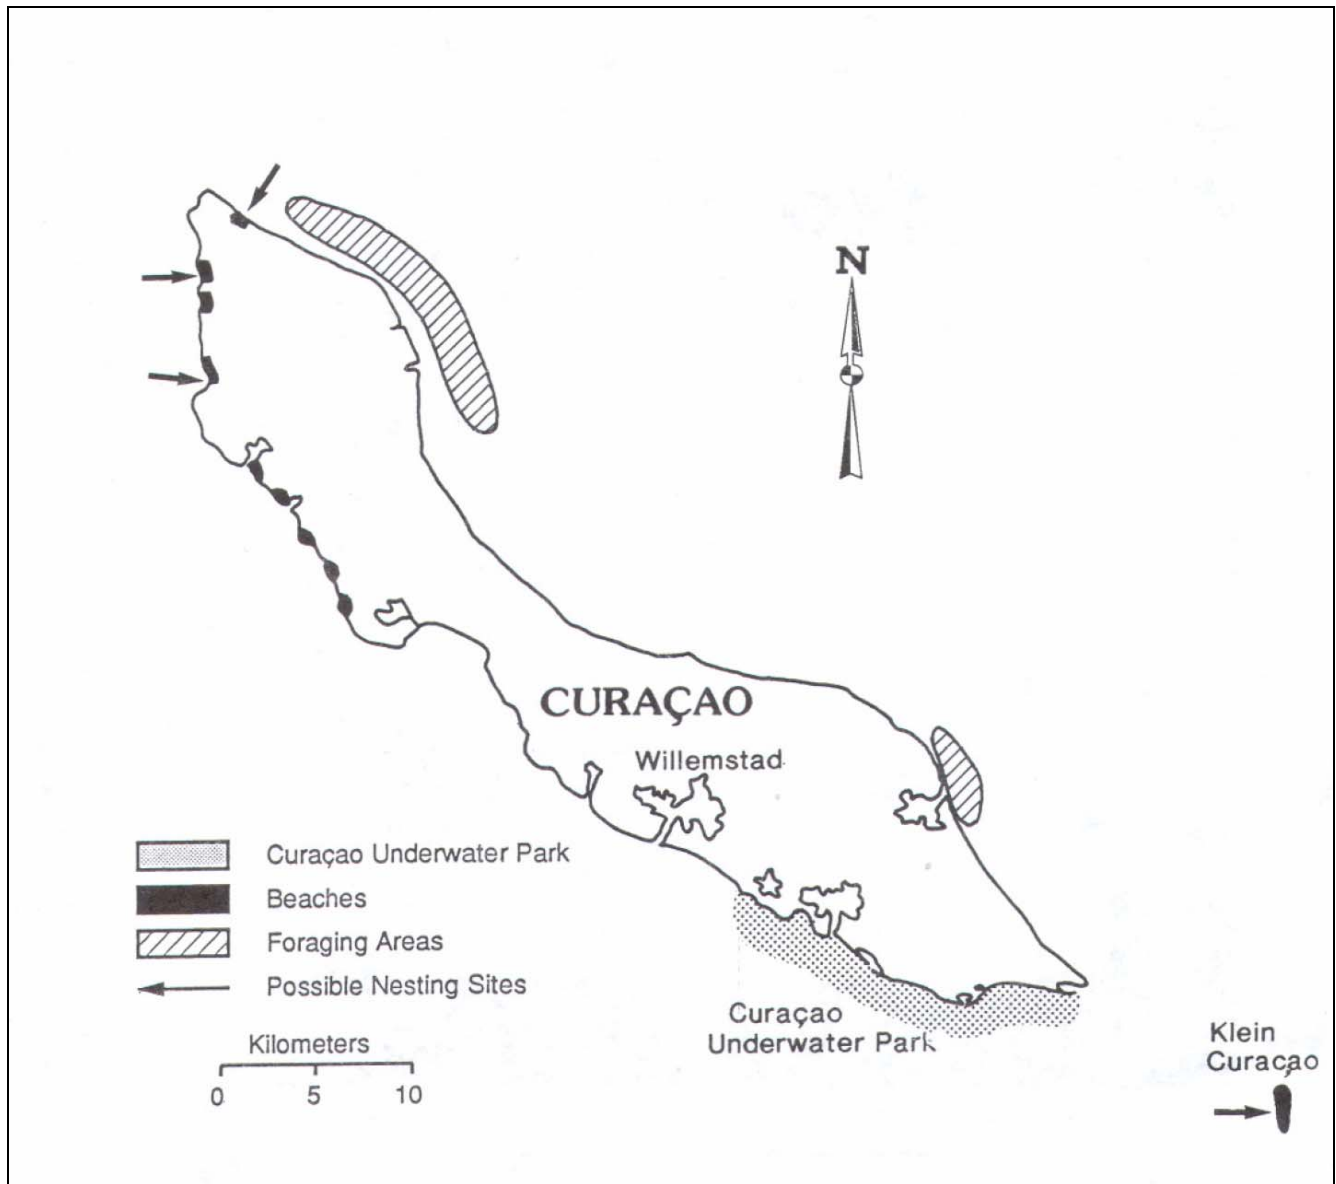 N
CURAÇAO
Willemstad
Curaçao Underwater Park
Beaches
Foraging Areas
Possible Nesting Sites
Kilometers
0 5 10
Curaçao
Underwater Park
Klein
Curaçao